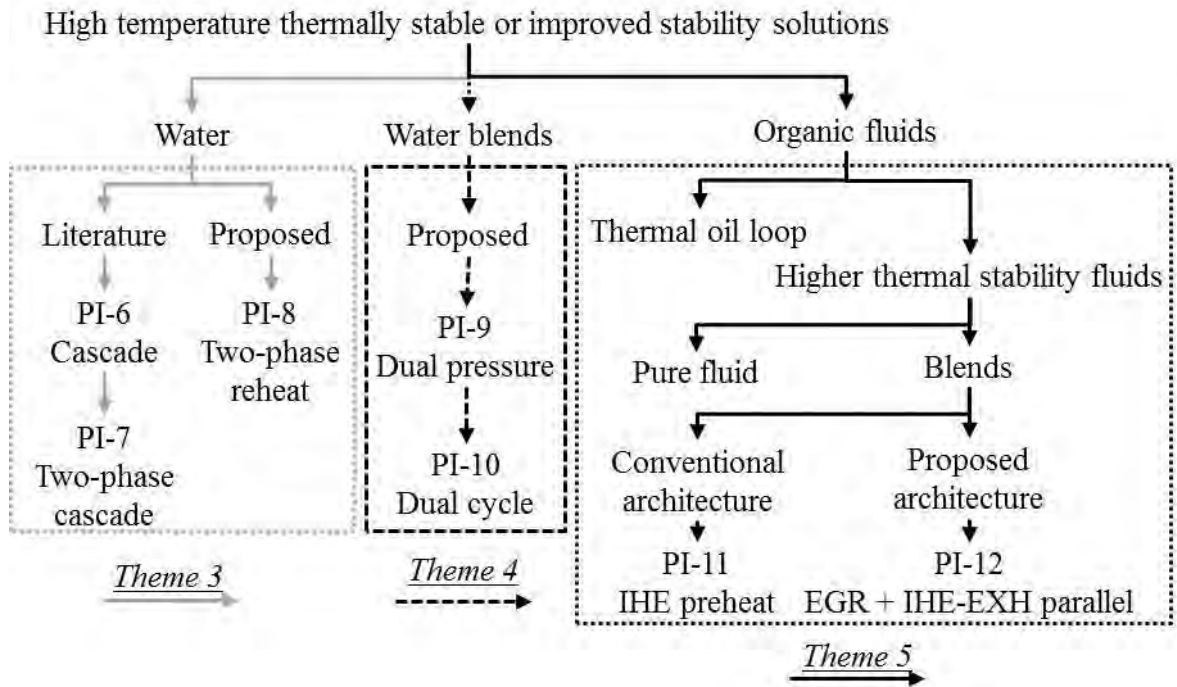 High temperature thermally stable or improved stability solutions
Water
Water blends
Organic fluids
Literature
Proposed
PI-6
Cascade
PI-7
Two-phase
cascade
PI-8
Two-phase
reheat
Theme 3
Proposed
PI-9
Dual pressure
PI-10
Dual cycle
Theme 4
Thermal oil loop
Higher thermal stability fluids
Pure fluid
Blends
Conventional
architecture
PI-11
IHE preheat
Proposed
architecture
PI-12
EGR + IHE-EXH parallel
Theme 5